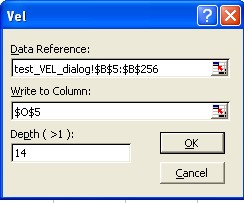 Vel
Data Reference:
test_VEL_dialog!$B$5:$B$256
Write to Column:
$O$5
Depth ( >1 ):
14
OK
Cancel